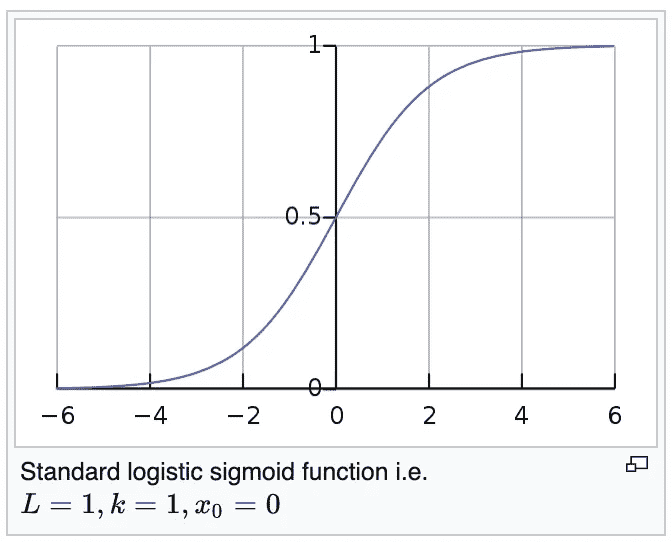 1
0.5
0
−6 −4 −2 0 2 4 6
Standard logistic sigmoid function i.e.
L = 1, k = 1, x₀ = 0